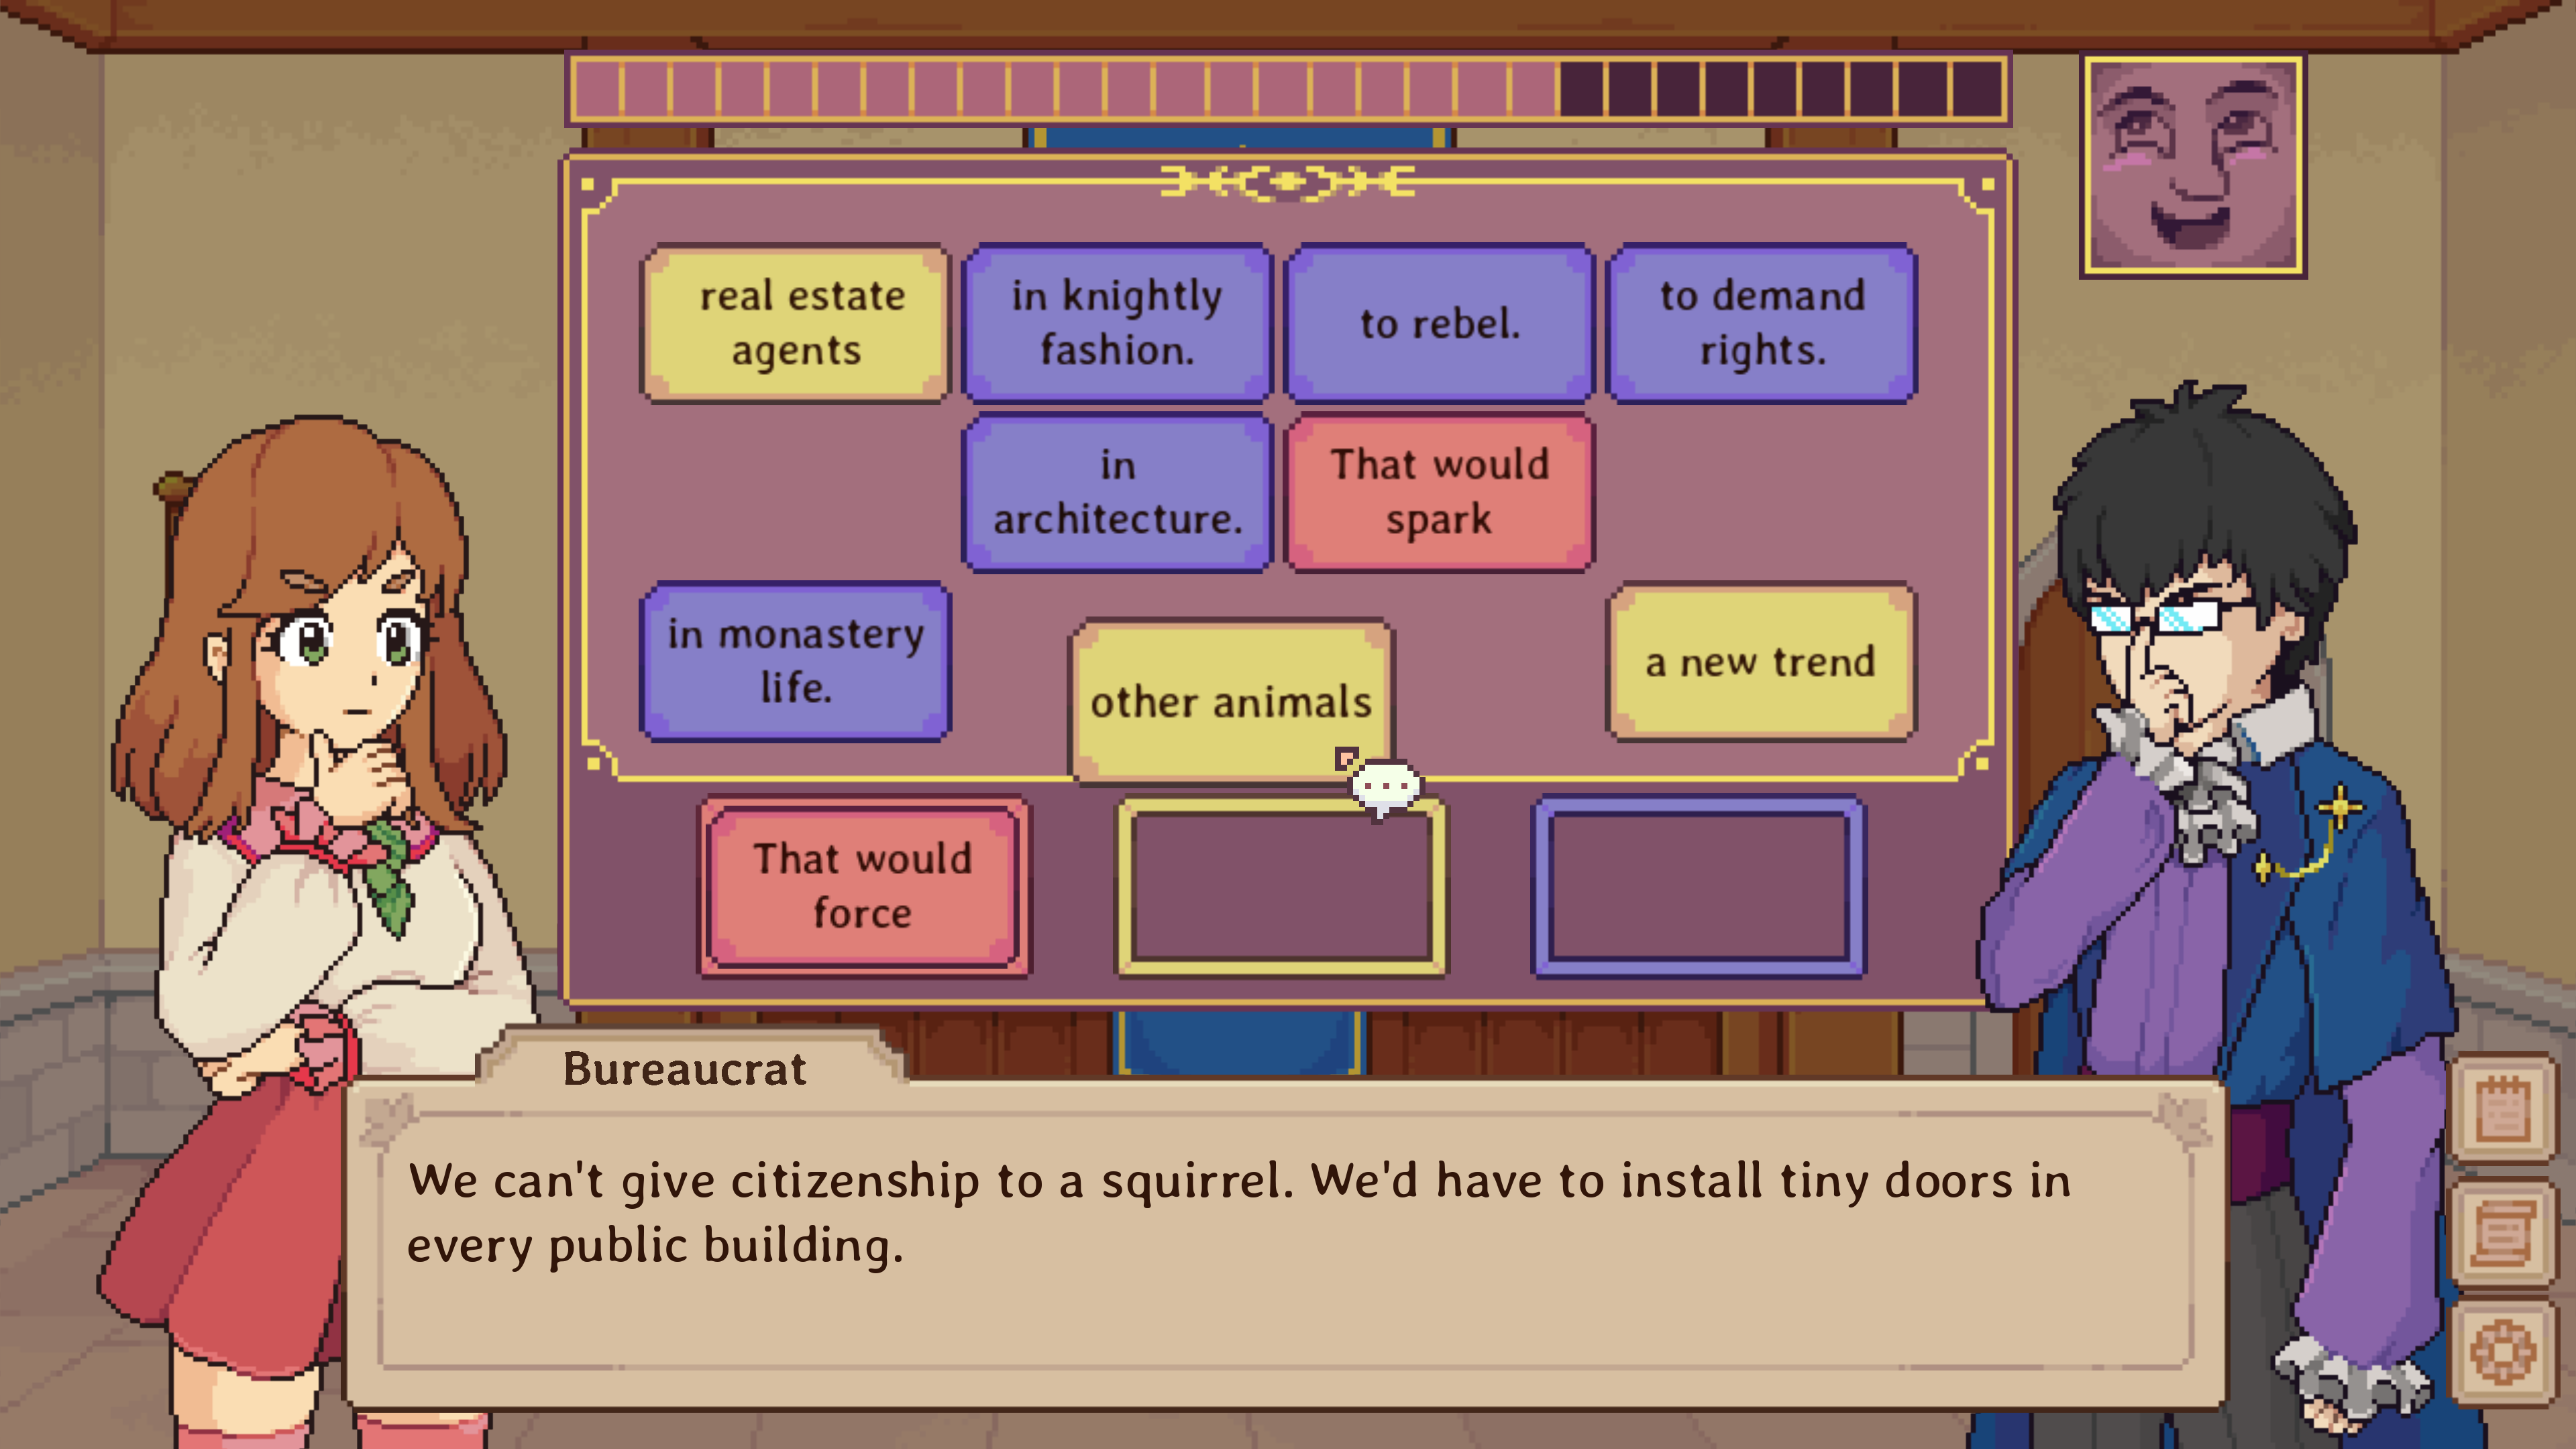 real estate
agents
in knightly
fashion.
to rebel.
to demand
rights.
in
architecture.
That would
spark
in monastery
life.
other animals
a new trend
That would
force
Bureaucrat
We can't give citizenship to a squirrel. We'd have to install tiny doors in
every public building.